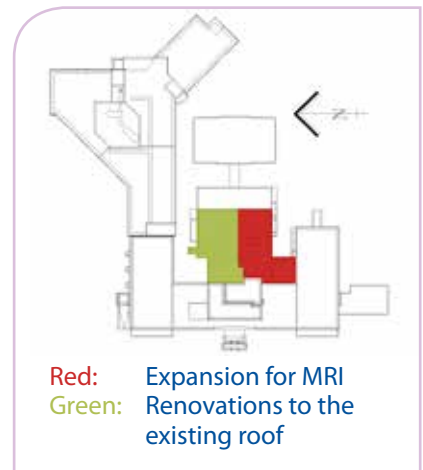 N
Red: Expansion for MRI
Green: Renovations to the
existing roof